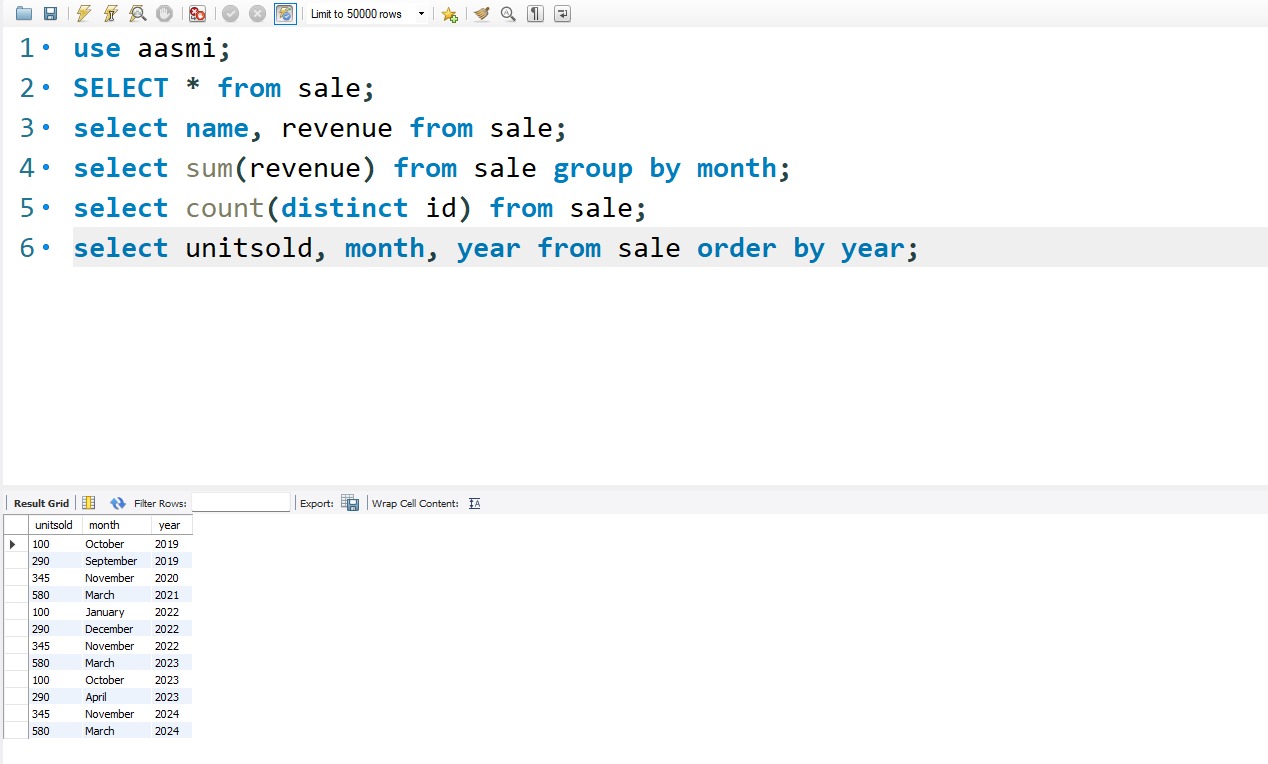 Limit to 50000 rows
1 use aasmi;
2 SELECT * from sale;
3 select name, revenue from sale;
4 select sum(revenue) from sale group by month;
5 select count(distinct id) from sale;
6 select unitsold, month, year from sale order by year;
Result Grid Filter Rows: Export: Wrap Cell Content: IA
unitsold month year
100 October 2019
290 September 2019
345 November 2020
580 March 2021
100 January 2022
290 December 2022
345 November 2022
580 March 2023
100 October 2023
290 April 2023
345 November 2024
580 March 2024